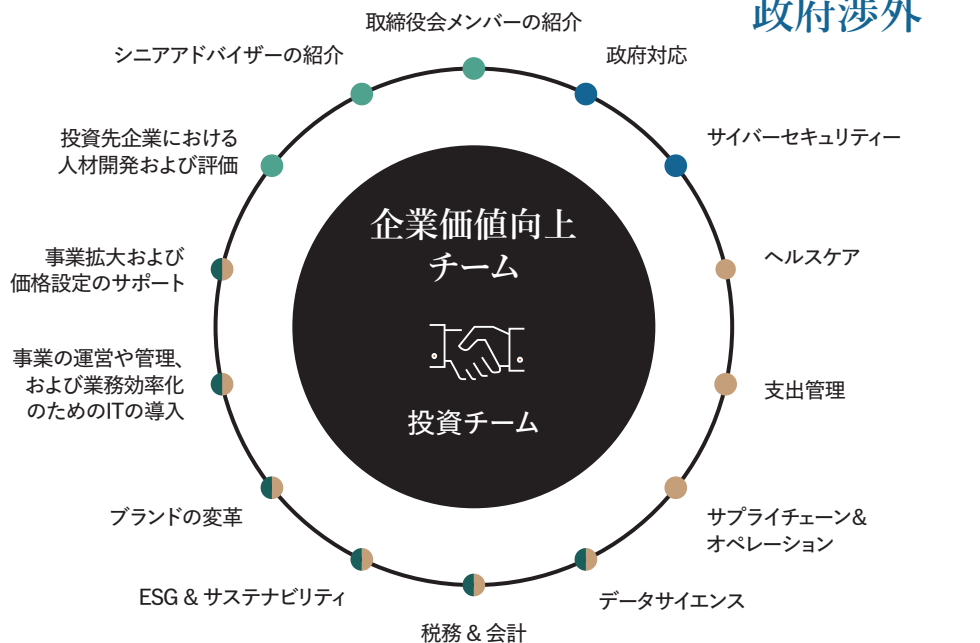 政府渉外
取締役会メンバーの紹介
シニアアドバイザーの紹介
政府対応
投資先企業における
人材開発および評価
サイバーセキュリティー
事業拡大および
価格設定のサポート
ヘルスケア
事業の運営や管理、
および業務効率化
のためのITの導入
支出管理
ブランドの変革
サプライチェーン&
オペレーション
ESG & サステナビリティ
データサイエンス
税務 & 会計
企業価値向上
チーム
投資チーム